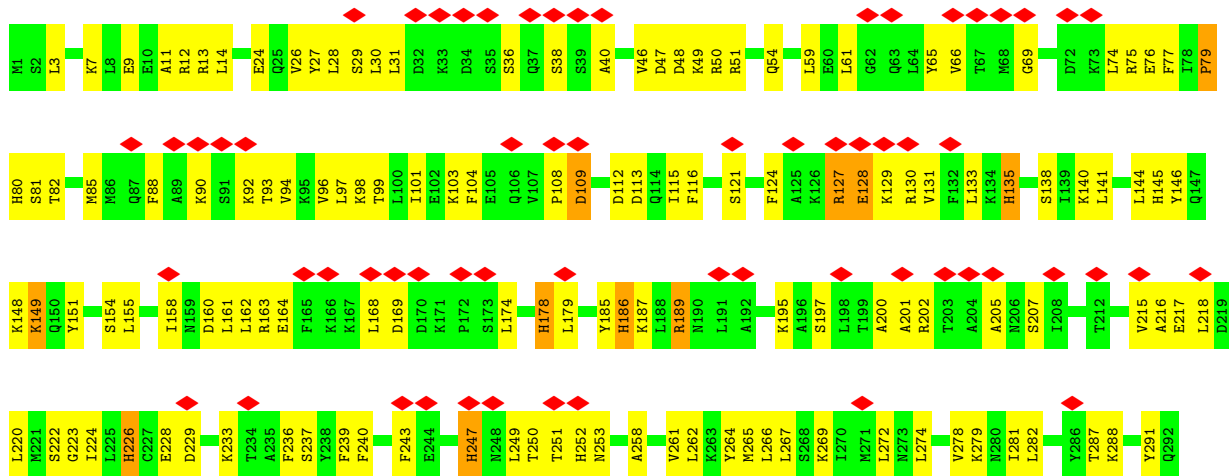 M1 S2 L3 K7 L8 E9 E10 A11 R12 R13 L14 E24 Q25 V26 Y27 L28 S29 L30 L31 D32 K33 D34 S35 S36 Q37 S38 S39 A40 V46 D47 D48 K49 R50 R51 Q54 L59 E60 L61 G62 Q63 L64 Y65 V66 T67 M68 G69 D72 K73 L74 R75 E76 F77 I78 P79
H80 S81 T82 M85 M86 Q87 F88 A89 K90 S91 K92 T93 V94 K95 V96 L97 K98 T99 L100 I101 E102 K103 F104 E105 Q106 V107 P108 D109 D112 D113 Q114 I115 F116 S121 F124 A125 K126 R127 E128 K129 R130 V131 F132 L133 K134 H135 S138 I139 K140 L141 L144 H145 Y146 Q147
K148 K149 Q150 Y151 S154 L155 I158 N159 D160 L161 L162 R163 E164 F165 K166 K167 L168 D169 D170 K171 P172 S173 L174 H178 L179 Y185 H186 K187 L188 R189 N190 L191 A192 K195 A196 S197 L198 T199 A200 A201 R202 T203 A204 A205 N206 S207 I208 T212 V215 A216 E217 L218 D219
L220 M221 S222 G223 I224 L225 H226 C227 E228 D229 K233 T234 A235 F236 S237 Y238 F239 F240 F243 E244 H247 N248 L249 T250 T251 H252 N253 A258 V261 L262 K263 Y264 M265 L266 L267 S268 K269 I270 M271 L272 N273 L274 V278 K279 N280 I281 L282 Y286 T287 K288 Y291 Q292